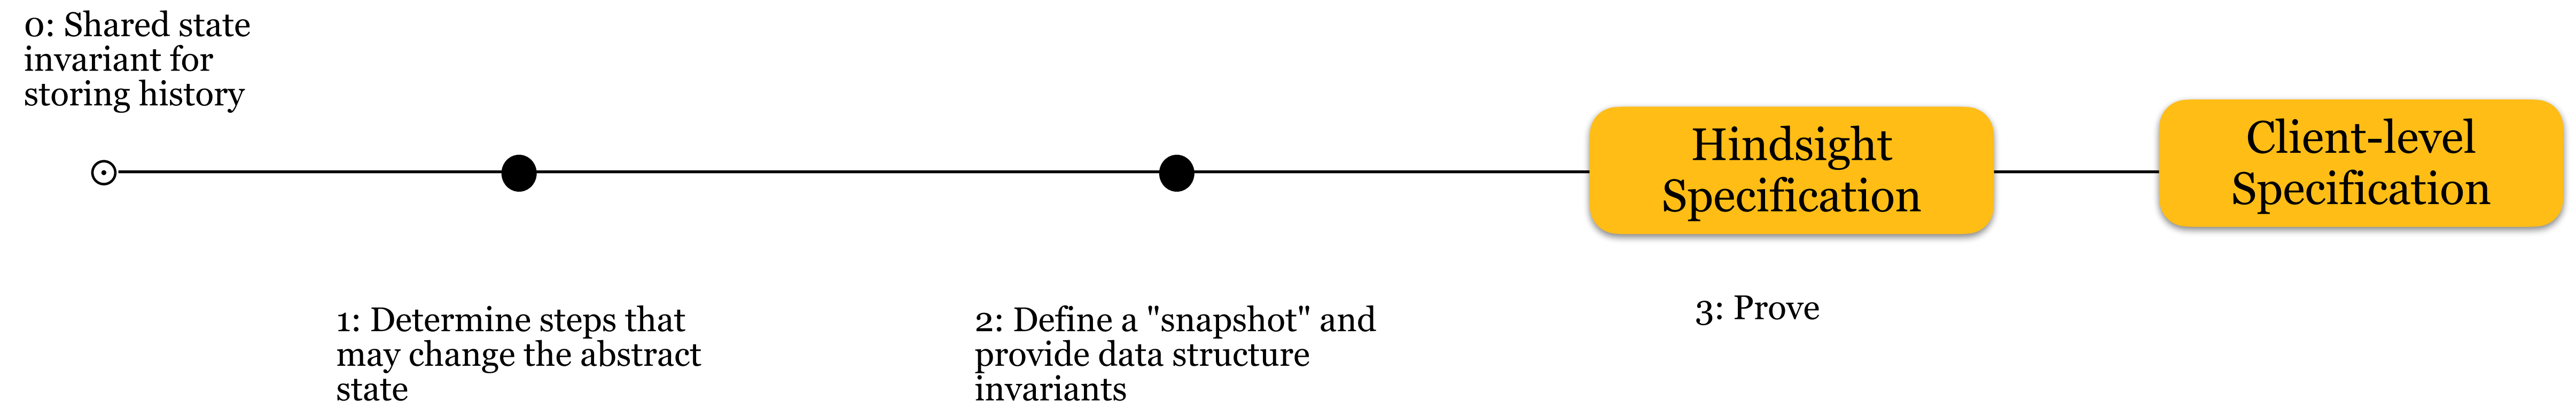 0: Shared state
invariant for
storing history
Hindsight
Specification
Client-level
Specification
1: Determine steps that
may change the abstract
state
2: Define a "snapshot" and
provide data structure
invariants
3: Prove